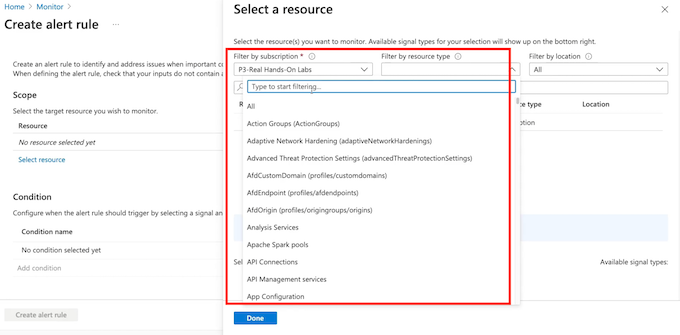 Home > Monitor >
Create alert rule ...
Create an alert rule to identify and address issues when important co
When defining the alert rule, check that your inputs do not contain a
Scope
Select the target resource you wish to monitor.
Resource
No resource selected yet
Select resource
Condition
Configure when the alert rule should trigger by selecting a signal an
Condition name
No condition selected yet
Add condition
Create alert rule
Select a resource
Select the resource(s) you want to monitor. Available signal types for your selection will show up on the bottom right.
Filter by subscription *
Filter by resource type
Filter by location
P3-Real Hands-On Labs
All
Type to start filtering...
R
ce type
Location
All
ption
Action Groups (ActionGroups)
Adaptive Network Hardening (adaptiveNetworkHardenings)
Advanced Threat Protection Settings (advancedThreatProtectionSettings)
AfdCustomDomain (profiles/customdomains)
AfdEndpoint (profiles/afdendpoints)
AfdOrigin (profiles/origingroups/origins)
Analysis Services
Apache Spark pools
API Connections
Sel
Available signal types:
API Management services
App Configuration
Done